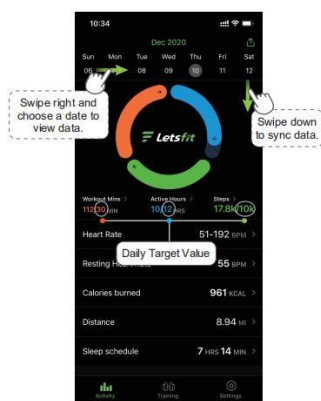 10:34
Dec 2020
Sun Mon Tue Wed Thu Fri Sat
06 08 09 10 11 12
Swipe right and
choose a date to
view data.
Swipe down
to sync data.
Letsfit
Workout Mins > Active Hours > Steps >
112/30 MIN 10/12 HRS 17.8k/10k
Daily Target Value
Heart Rate 51-192 BPM >
Resting 55 BPM >
Calories burned 961 KCAL >
Distance 8.94 MI >
Sleep schedule 7 HRS 14 MIN >
Activity Training Settings